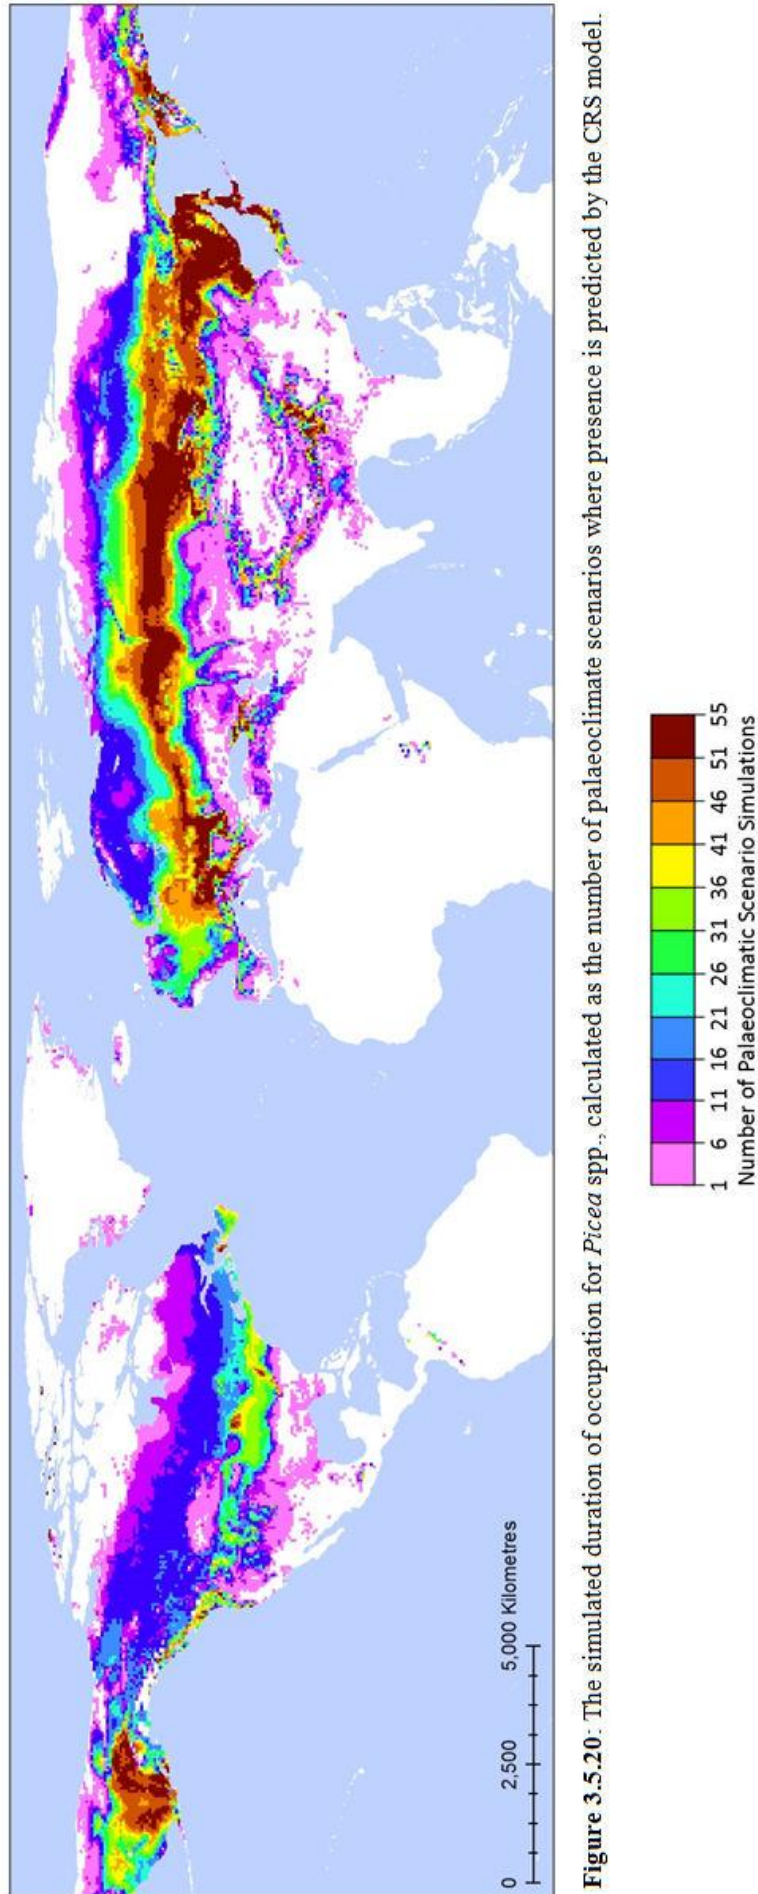 0 2,500 5,000 Kilometres
Figure 3.5.20: The simulated duration of occupation for Picea spp., calculated as the number of palaeoclimate scenarios where presence is predicted by the CRS model.
1 6 11 16 21 26 31 36 41 46 51 55
Number of Palaeoclimatic Scenario Simulations